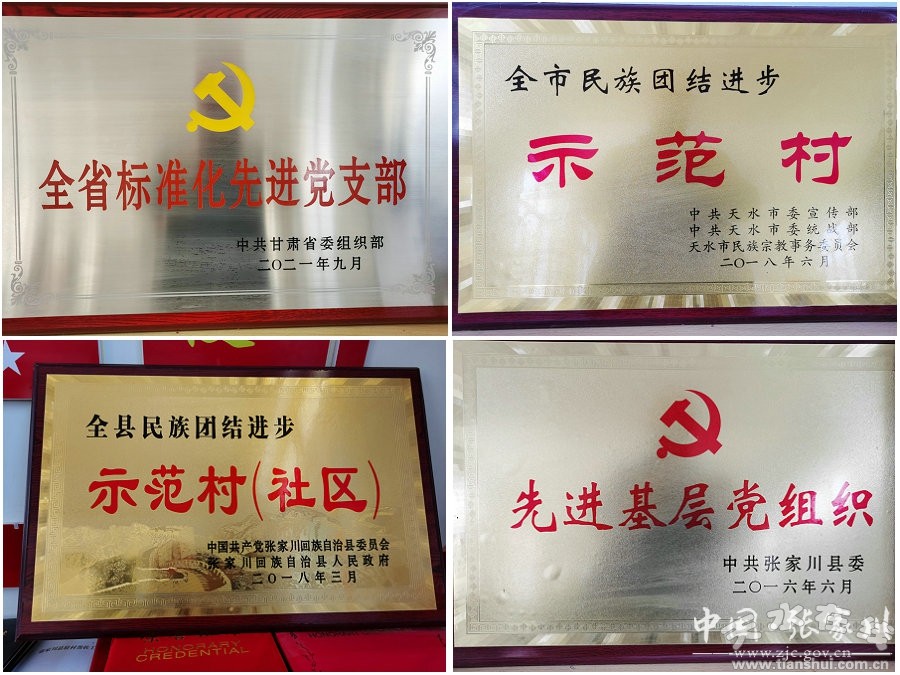 全省标准化先进党支部
中共甘肃省委组织部
二〇二一年九月
全市民族团结进步
示范村
中共天水市委宣传部
中共天水市委统战部
天水市民族宗教事务委员会
二〇一八年六月
全县民族团结进步
示范村(社区)
中国共产党张家川回族自治县委员会
张家川回族自治县人民政府
二〇一八年三月
HONORARY
CREDENTIAL
先进基层党组织
中共张家川县委
二〇一六年六月
中国 张家川
www.zjc.gov.cn
www.tianshui.com.cn